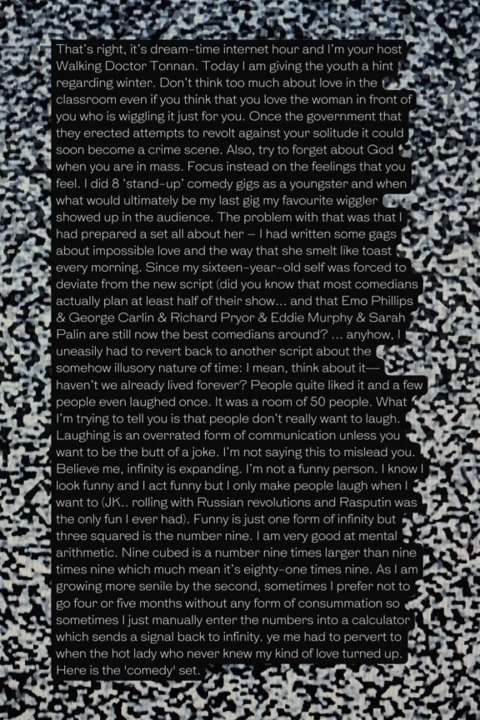 That's right, it's dream-time internet hour and I'm your host
Walking Doctor Tonnan. Today I am giving the youth a hint
regarding winter. Don't think too much about love in the
classroom even if you think that you love the woman in front of
you who is wiggling it just for you. Once the government that
they erected attempts to revolt against your solitude it could
soon become a crime scene. Also, try to forget about God
when you are in mass. Focus instead on the feelings that you
feel. I did 8 'stand-up' comedy gigs as a youngster and when
what would ultimately be my last gig my favourite wiggler
showed up in the audience. The problem with that was that I
had prepared a set all about her – I had written some gags
about impossible love and the way that she smelt like toast
every morning. Since my sixteen-year-old self was forced to
deviate from the new script (did you know that most comedians
actually plan at least half of their show... and that Emo Phillips
& George Carlin & Richard Pryor & Eddie Murphy & Sarah
Palin are still now the best comedians around? ... anyhow, I
uneasily had to revert back to another script about the
somehow illusory nature of time: I mean, think about it—
haven't we already lived forever? People quite liked it and a few
people even laughed once. It was a room of 50 people. What
I'm trying to tell you is that people don't really want to laugh.
Laughing is an overrated form of communication unless you
want to be the butt of a joke. I'm not saying this to mislead you.
Believe me, infinity is expanding. I'm not a funny person. I know I
look funny and I act funny but I only make people laugh when I
want to (JK.. rolling with Russian revolutions and Rasputin was
the only fun I ever had). Funny is just one form of infinity but
three squared is the number nine. I am very good at mental
arithmetic. Nine cubed is a number nine times larger than nine
times nine which much mean it's eighty-one times nine. As I am
growing more senile by the second, sometimes I prefer not to
go four or five months without any form of consummation so
sometimes I just manually enter the numbers into a calculator
which sends a signal back to infinity. ye me had to pervert to
when the hot lady who never knew my kind of love turned up.
Here is the 'comedy' set.